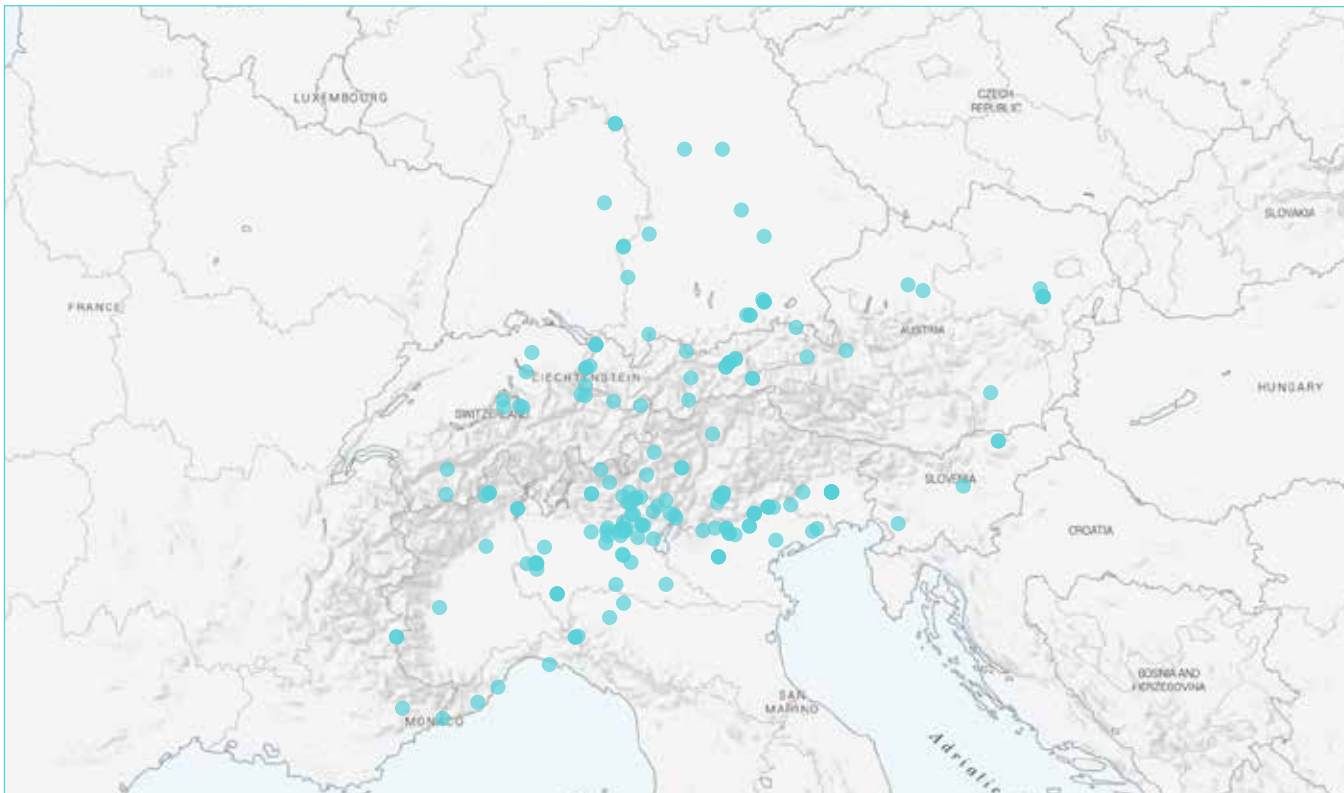 LUXEMBOURG
CZECH
REPUBLIC
SLOVAKIA
FRANCE
AUSTRIA
LIECHTENSTEIN
HUNGARY
SWITZERLAND
SLOVENIA
CROATIA
BOSNIA AND
HERZEGOVINA
SAN
MARINO
MONACO
Adriatic